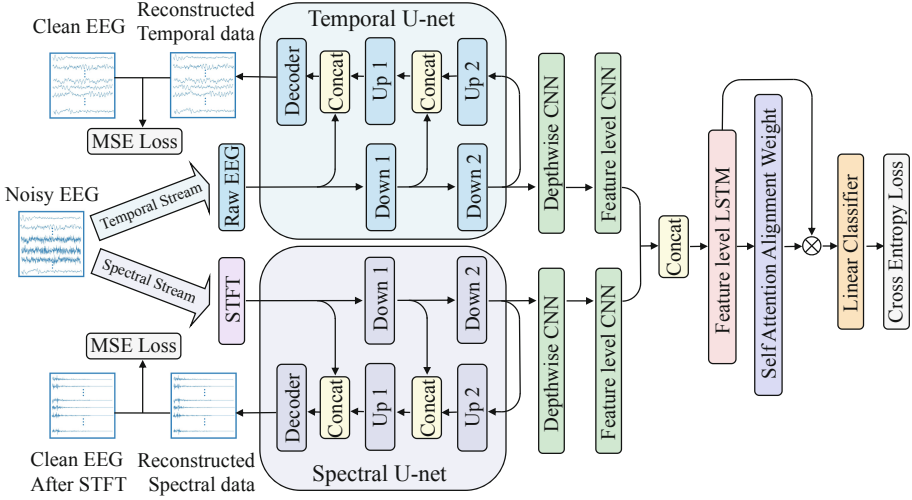 Clean EEG
Reconstructed
Temporal data
Temporal U-net
Decoder
Concat
Up 1
Concat
Up 2
MSE Loss
Noisy EEG
Temporal Stream
Raw EEG
Down 1
Down 2
Depthwise CNN
Feature level CNN
Spectral Stream
STFT
Down 1
Down 2
Depthwise CNN
Feature level CNN
Concat
Feature level LSTM
Self Attention Alignment Weight
Linear Classifier
Cross Entropy Loss
MSE Loss
Decoder
Concat
Up 1
Concat
Up 2
Clean EEG
After STFT
Reconstructed
Spectral data
Spectral U-net